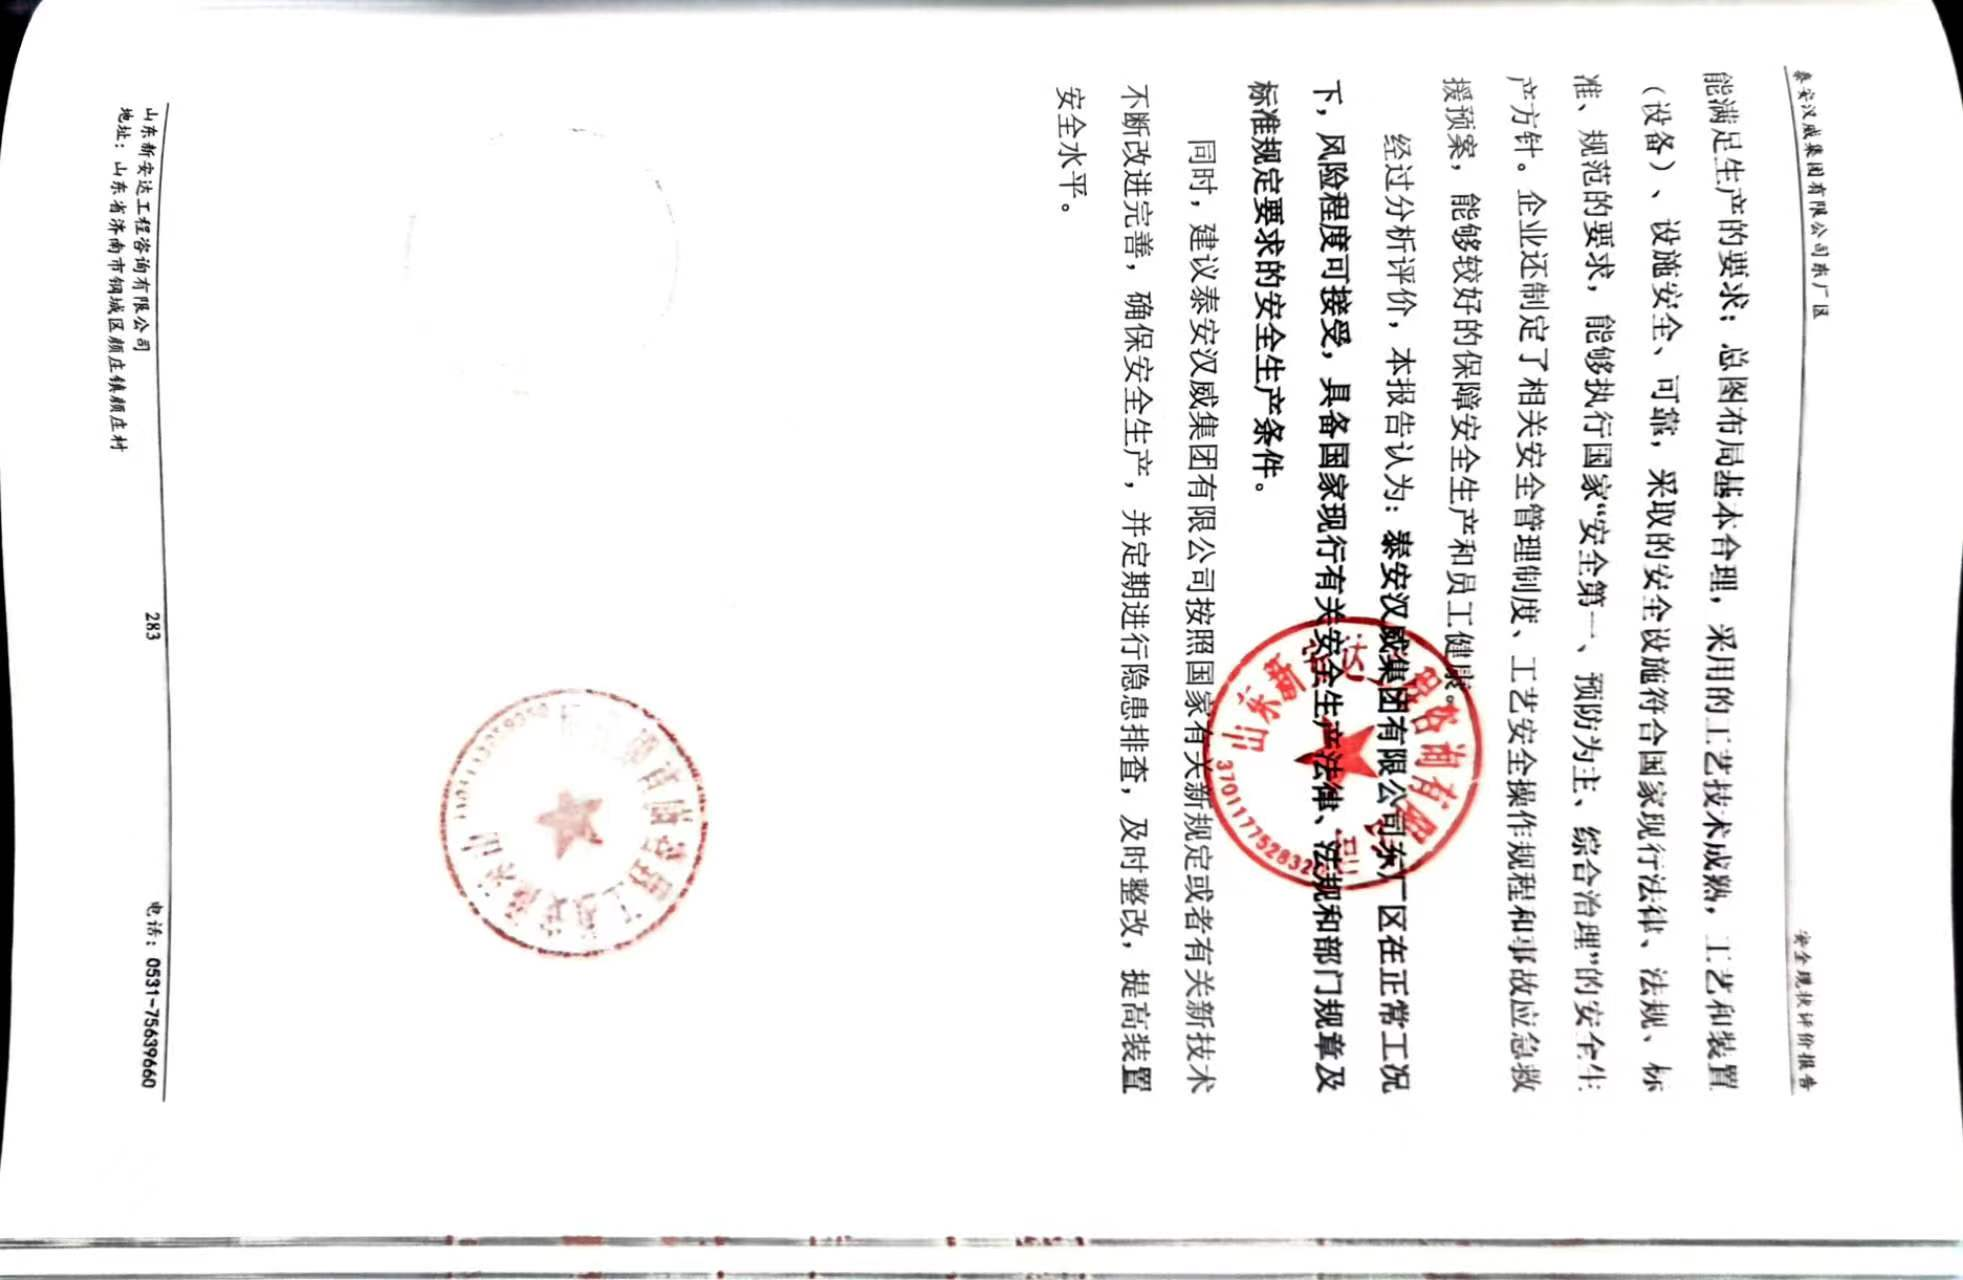 泰安汉威集团有限公司东厂区
安全现状评价报告
能满足生产的要求；总图布局基本合理，采用的工艺技术成熟，工艺和装置
（设备）、设施安全、可靠，采取的安全设施符合国家现行法律、法规、标
准、规范的要求，能够执行国家“安全第一、预防为主、综合治理”的安全生
产方针。企业还制定了相关安全管理制度、工艺安全操作规程和事故应急救
援预案，能够较好的保障安全生产和员工健康。
经过分析评价，本报告认为：泰安汉威集团有限公司东厂区在正常工况
下，风险程度可接受，具备国家现行有关安全生产法律、法规和部门规章及
标准规定要求的安全生产条件。
同时，建议泰安汉威集团有限公司按照国家有关新规定或者有关新技术
不断改进完善，确保安全生产，并定期进行隐患排查，及时整改，提高装置
安全水平。
山东新安达工程咨询有限公司
370117752832
山东新安达工程咨询有限公司
地址：山东省济南市钢城区颜庄镇颜庄村
283
电话：0531-75639660